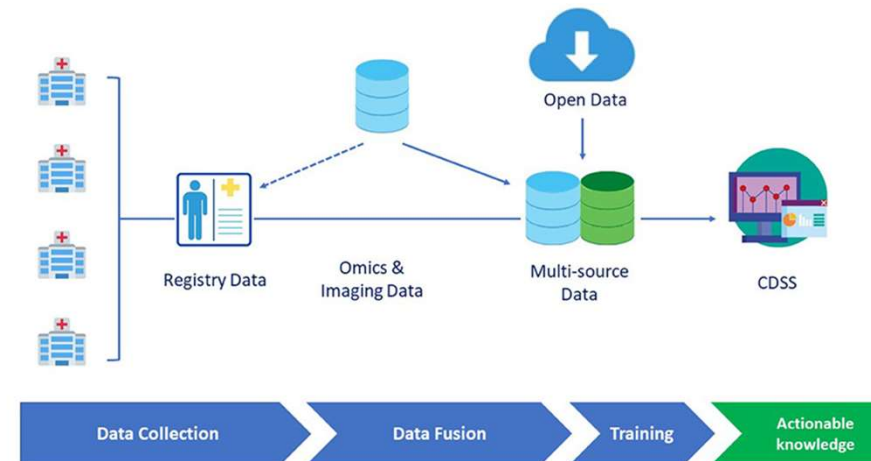 Open Data
Registry Data
Omics &
Imaging Data
Multi-source
Data
CDSS
Data Collection
Data Fusion
Training
Actionable
knowledge